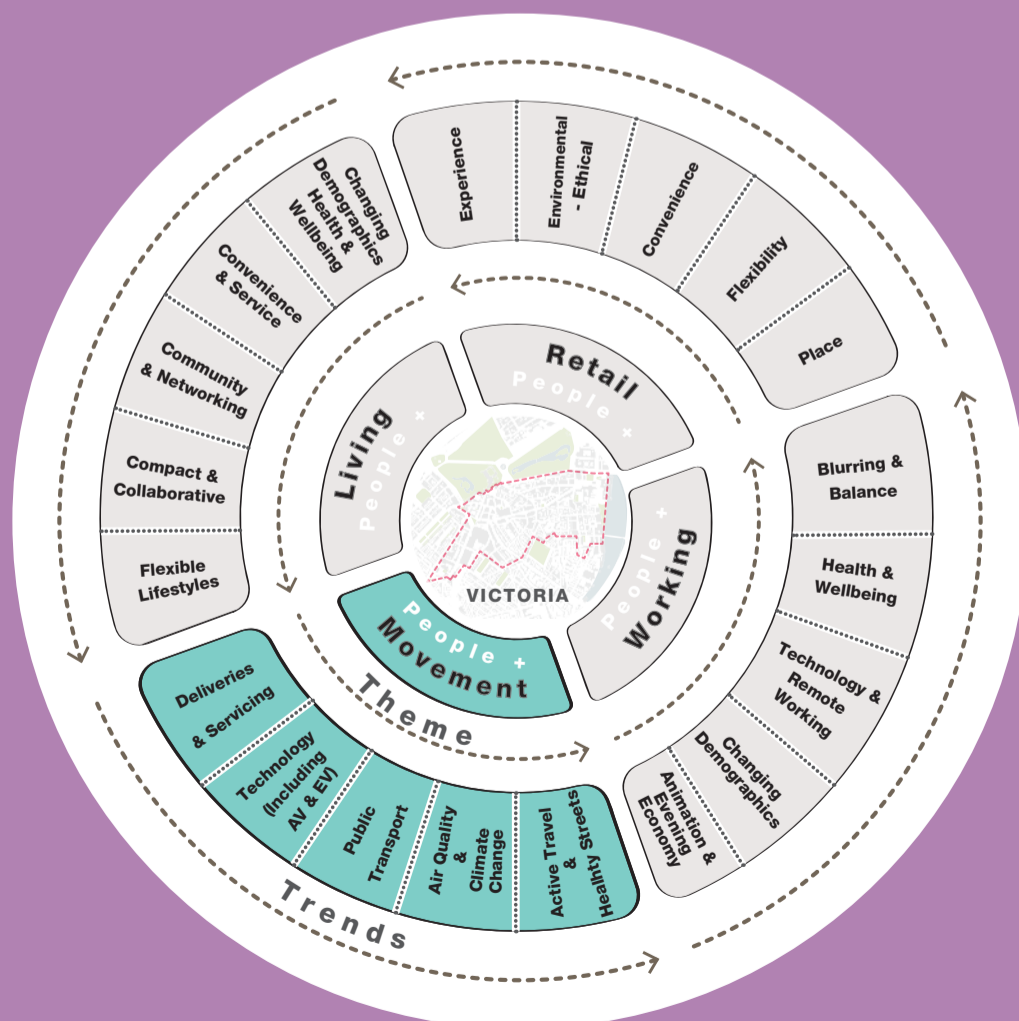 Experience
Environmental
- Ethical
Convenience
Flexibility
Place
Blurring &
Balance
Health &
Wellbeing
Technology &
Remote
Working
Changing
Demographics
Animation &
Evening
Economy
Active Travel
&
Healhty Streets
Air Quality
&
Climate
Change
Public
Transport
Technology
(Including
AV & EV)
Deliveries
& Servicing
Flexible
Lifestyles
Compact &
Collaborative
Community
& Networking
Convenience
& Service
Changing
Demographics
Health &
Wellbeing
Retail
People +
+
Working
People +
People +
Movement
Living
People +
VICTORIA
Theme
Trends